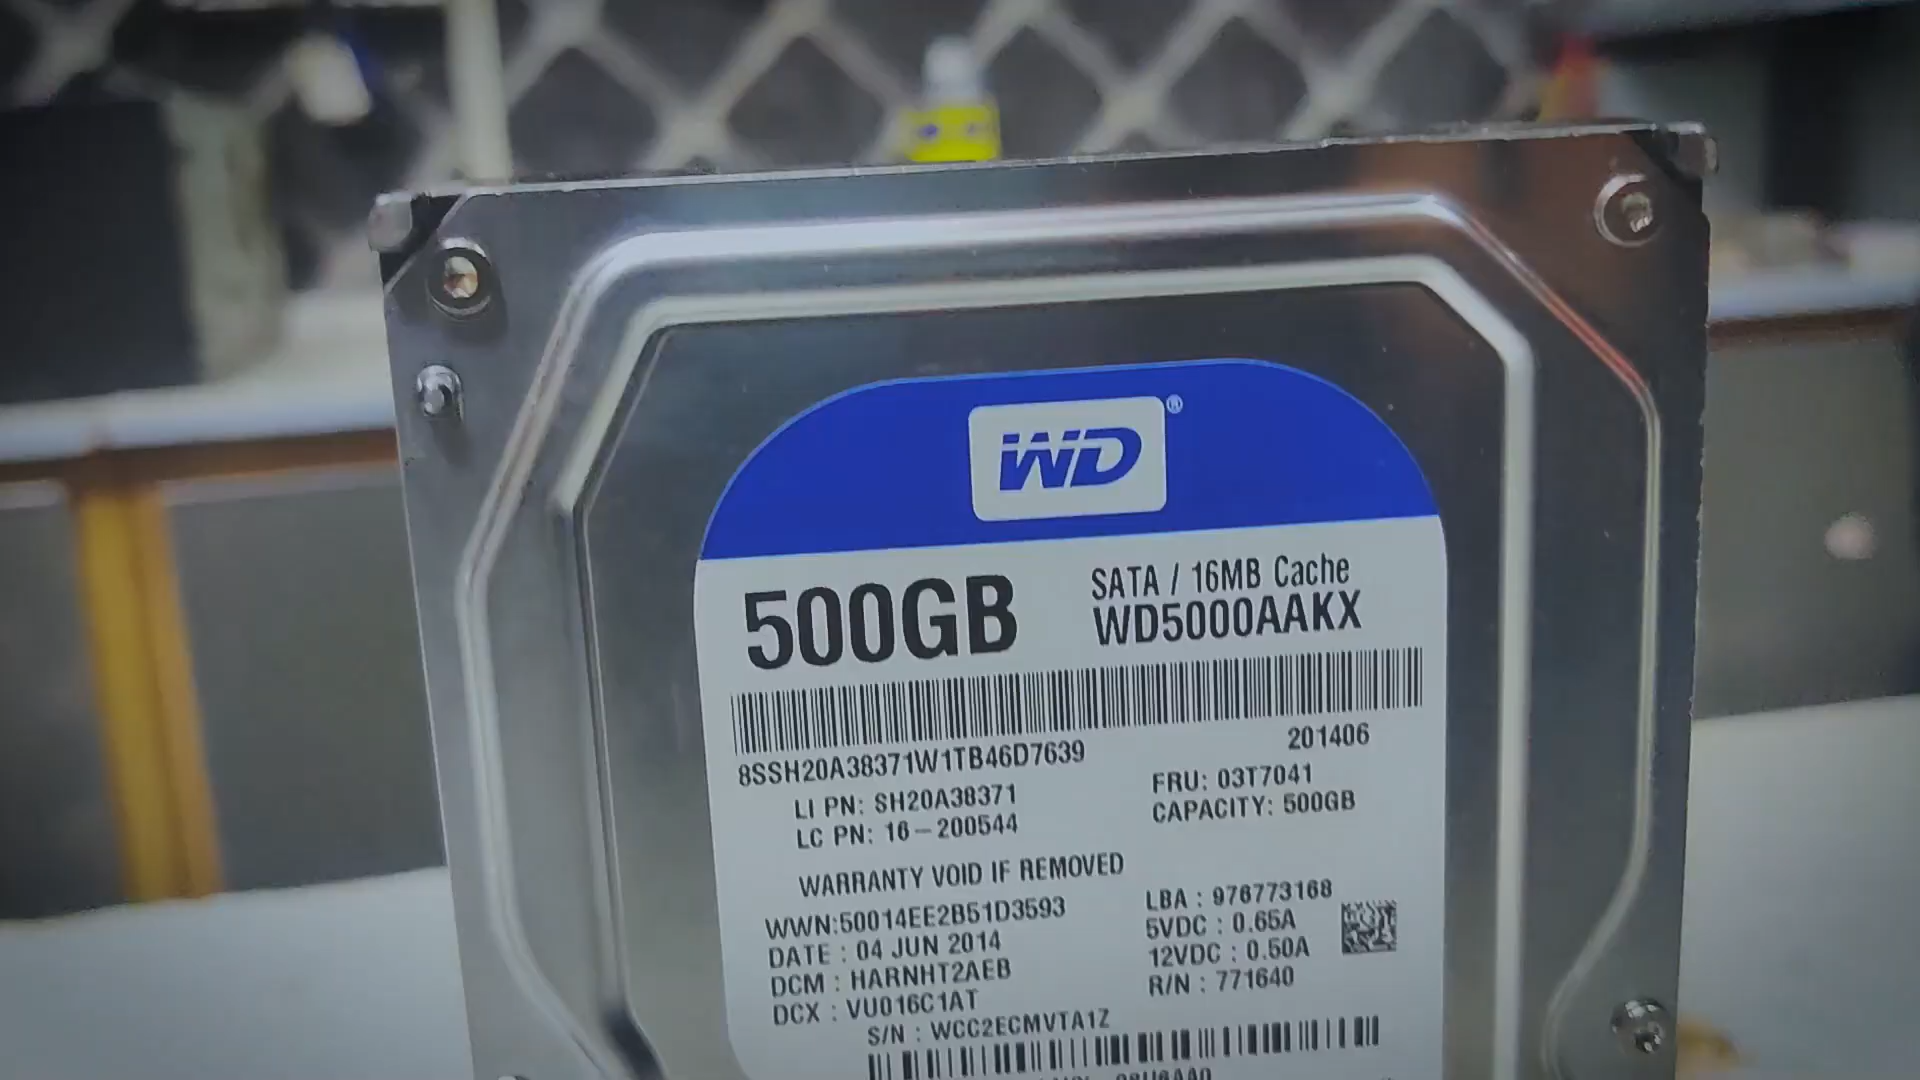 WD®
500GB
SATA / 16MB Cache
WD5000AAKX
201406
8SSH20A38371W1TB46D7639
LI PN: SH20A38371
LC PN: 16-200544
FRU: 03T7041
CAPACITY: 500GB
WARRANTY VOID IF REMOVED
WWN:50014EE2B51D3593
DATE : 04 JUN 2014
DCM : HARNHT2AEB
DCX : VU016C1AT
LBA : 976773168
5VDC : 0.65A
12VDC : 0.50A
R/N : 771640
S/N : WCC2ECMVTA1Z